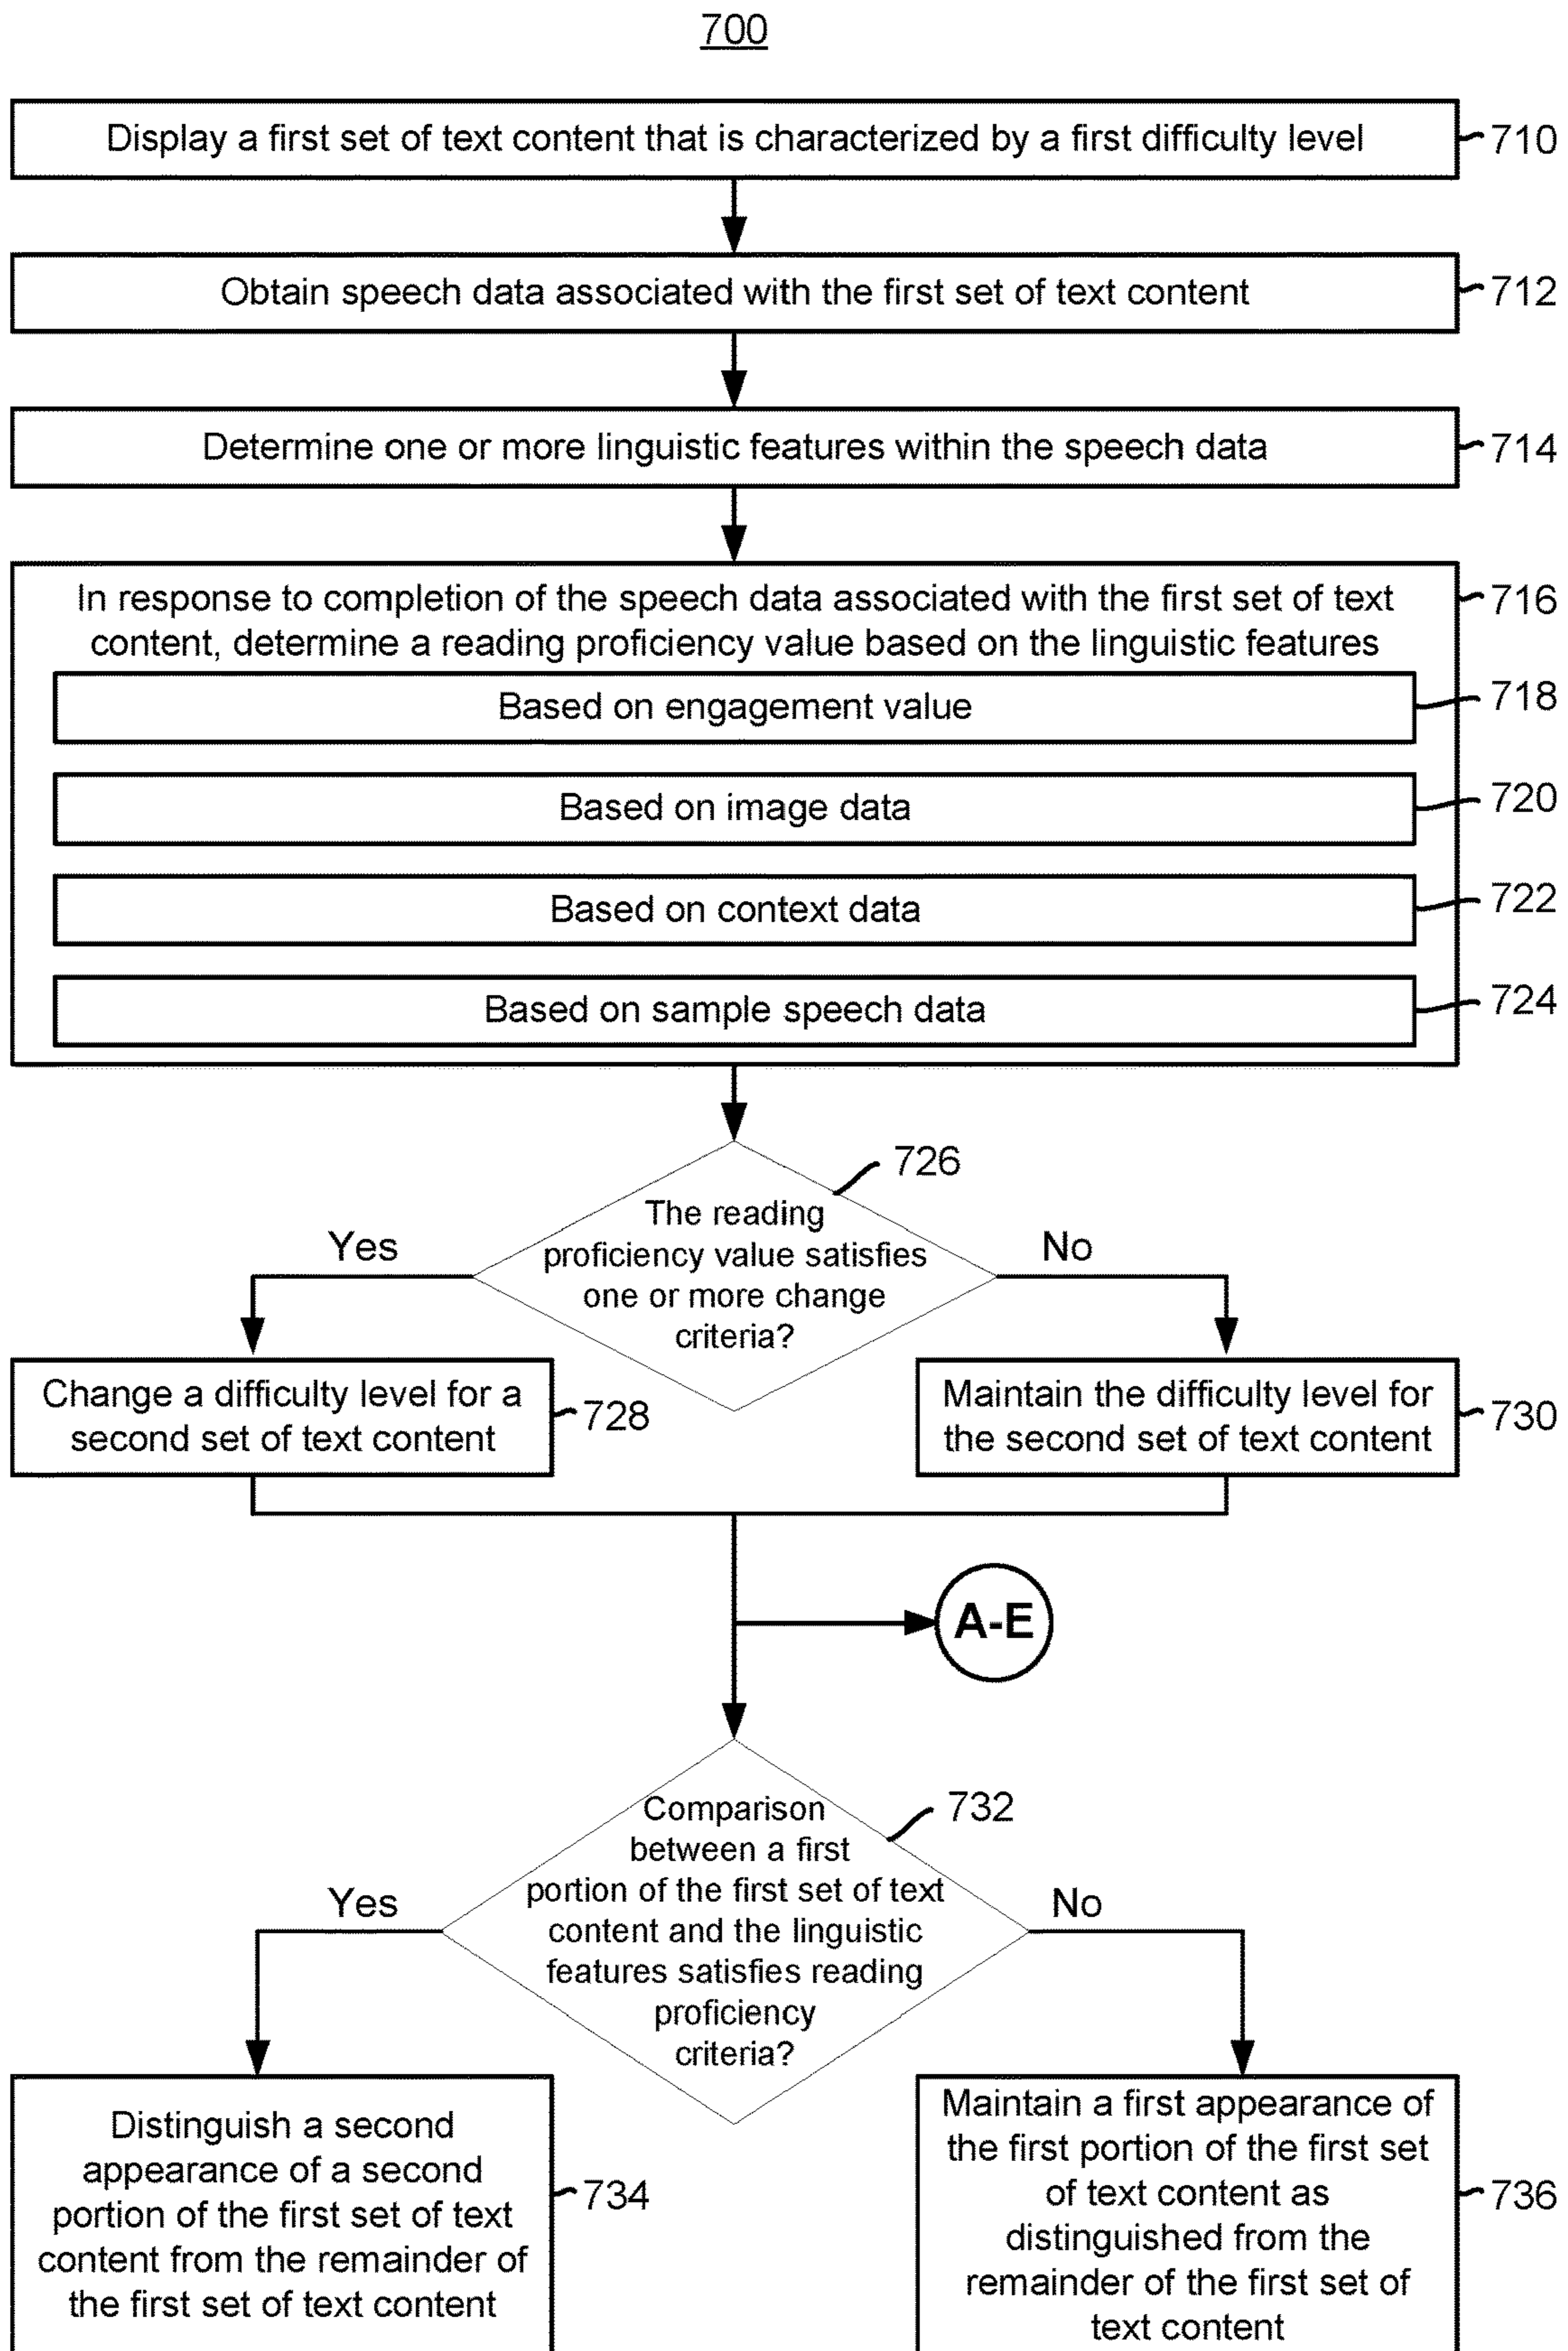 700
Display a first set of text content that is characterized by a first difficulty level
710
Obtain speech data associated with the first set of text content
712
Determine one or more linguistic features within the speech data
714
In response to completion of the speech data associated with the first set of text
content, determine a reading proficiency value based on the linguistic features
716
Based on engagement value
718
Based on image data
720
Based on context data
722
Based on sample speech data
724
726
The reading
proficiency value satisfies
one or more change
criteria?
Yes
No
Change a difficulty level for a
second set of text content
728
Maintain the difficulty level for
the second set of text content
730
A-E
732
Comparison
between a first
portion of the first set of text
content and the linguistic
features satisfies reading
proficiency
criteria?
Yes
No
Distinguish a second
appearance of a second
portion of the first set of text
content from the remainder of
the first set of text content
734
Maintain a first appearance of
the first portion of the first set
of text content as
distinguished from the
remainder of the first set of
text content
736